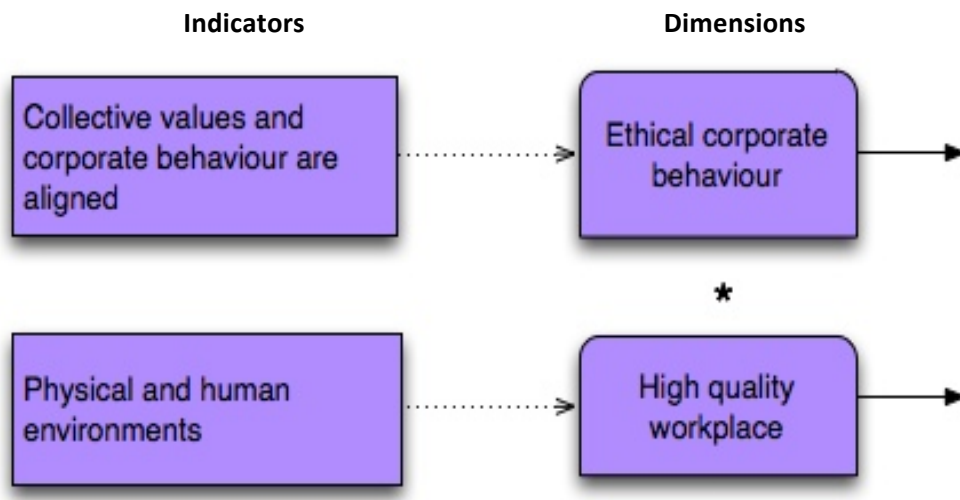 Indicators
Dimensions
Collective values and
corporate behaviour are
aligned
Ethical corporate
behaviour
*
Physical and human
environments
High quality
workplace